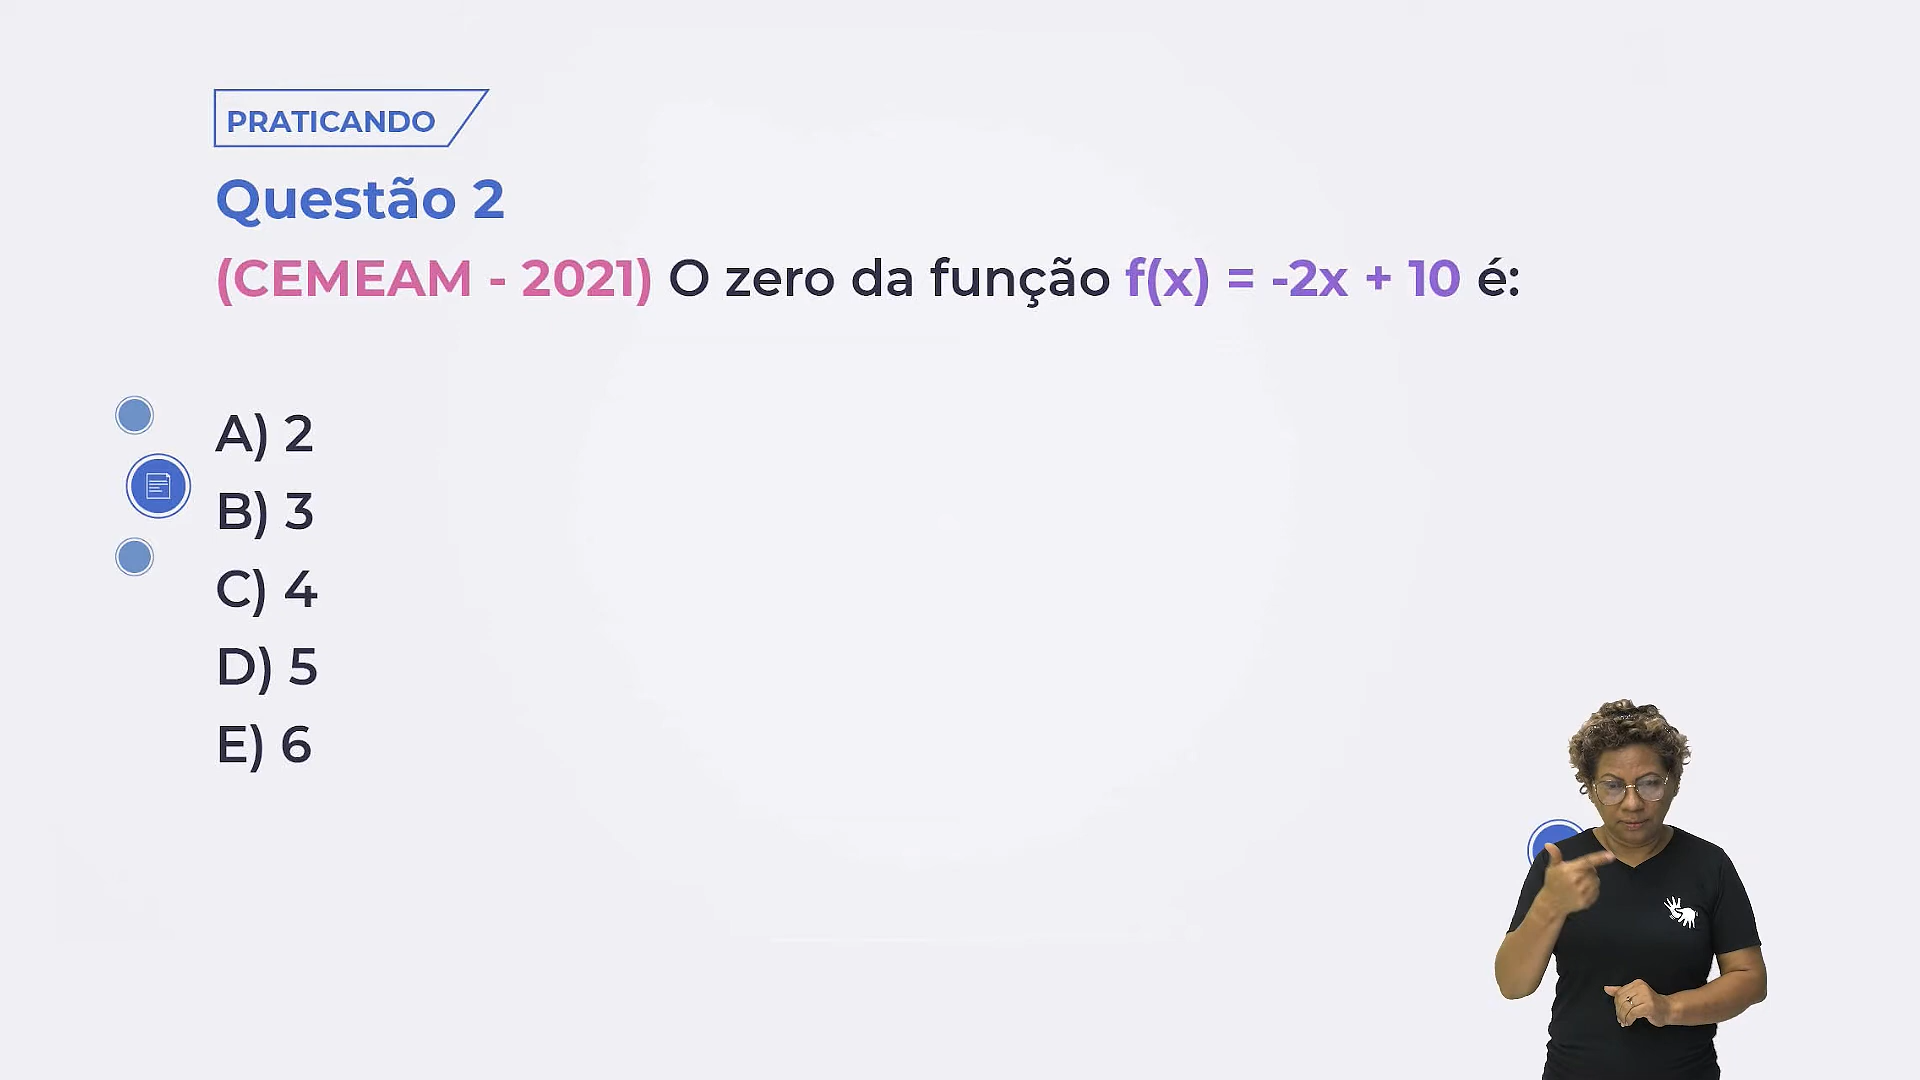 PRATICANDO
Questão 2
(CEMEAM - 2021) O zero da função f(x) = -2x + 10 é:
A) 2
B) 3
C) 4
D) 5
E) 6